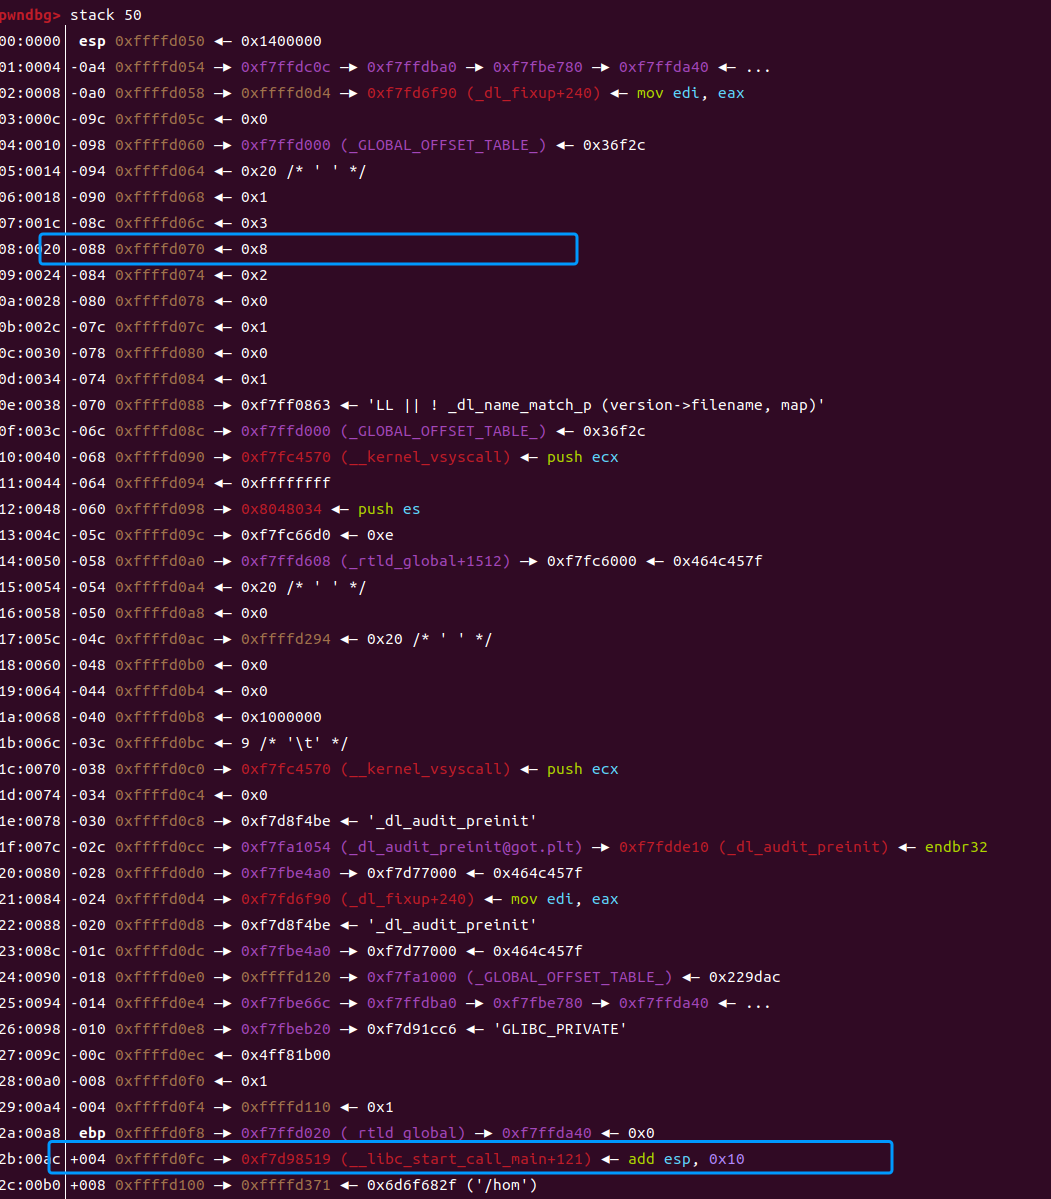 pwndbg> stack 50
00:0000│ esp 0xffffd050 ◂— 0x1400000
01:0004│-0a4 0xffffd054 —▸ 0xf7ffdc0c —▸ 0xf7ffdba0 —▸ 0xf7fbe780 —▸ 0xf7ffda40 ◂— ...
02:0008│-0a0 0xffffd058 —▸ 0xffffd0d4 —▸ 0xf7fd6f90 (_dl_fixup+240) ◂— mov edi, eax
03:000c│-09c 0xffffd05c ◂— 0x0
04:0010│-098 0xffffd060 —▸ 0xf7ffd000 (_GLOBAL_OFFSET_TABLE_) ◂— 0x36f2c
05:0014│-094 0xffffd064 ◂— 0x20 /* ' ' */
06:0018│-090 0xffffd068 ◂— 0x1
07:001c│-08c 0xffffd06c ◂— 0x3
08:0020│-088 0xffffd070 ◂— 0x8
09:0024│-084 0xffffd074 ◂— 0x2
0a:0028│-080 0xffffd078 ◂— 0x0
0b:002c│-07c 0xffffd07c ◂— 0x1
0c:0030│-078 0xffffd080 ◂— 0x0
0d:0034│-074 0xffffd084 ◂— 0x1
0e:0038│-070 0xffffd088 —▸ 0xf7ff0863 ◂— 'LL || ! _dl_name_match_p (version->filename, map)'
0f:003c│-06c 0xffffd08c —▸ 0xf7ffd000 (_GLOBAL_OFFSET_TABLE_) ◂— 0x36f2c
10:0040│-068 0xffffd090 —▸ 0xf7fc4570 (__kernel_vsyscall) ◂— push ecx
11:0044│-064 0xffffd094 ◂— 0xffffffff
12:0048│-060 0xffffd098 —▸ 0x8048034 ◂— push es
13:004c│-05c 0xffffd09c —▸ 0xf7fc66d0 ◂— 0xe
14:0050│-058 0xffffd0a0 —▸ 0xf7ffd608 (_rtld_global+1512) —▸ 0xf7fc6000 ◂— 0x464c457f
15:0054│-054 0xffffd0a4 ◂— 0x20 /* ' ' */
16:0058│-050 0xffffd0a8 ◂— 0x0
17:005c│-04c 0xffffd0ac —▸ 0xffffd294 ◂— 0x20 /* ' ' */
18:0060│-048 0xffffd0b0 ◂— 0x0
19:0064│-044 0xffffd0b4 ◂— 0x0
1a:0068│-040 0xffffd0b8 ◂— 0x1000000
1b:006c│-03c 0xffffd0bc ◂— 9 /* '\t' */
1c:0070│-038 0xffffd0c0 —▸ 0xf7fc4570 (__kernel_vsyscall) ◂— push ecx
1d:0074│-034 0xffffd0c4 ◂— 0x0
1e:0078│-030 0xffffd0c8 —▸ 0xf7d8f4be ◂— '_dl_audit_preinit'
1f:007c│-02c 0xffffd0cc —▸ 0xf7fa1054 (_dl_audit_preinit@got.plt) —▸ 0xf7fdde10 (_dl_audit_preinit) ◂— endbr32
20:0080│-028 0xffffd0d0 —▸ 0xf7fbe4a0 —▸ 0xf7d77000 ◂— 0x464c457f
21:0084│-024 0xffffd0d4 —▸ 0xf7fd6f90 (_dl_fixup+240) ◂— mov edi, eax
22:0088│-020 0xffffd0d8 —▸ 0xf7d8f4be ◂— '_dl_audit_preinit'
23:008c│-01c 0xffffd0dc —▸ 0xf7fbe4a0 —▸ 0xf7d77000 ◂— 0x464c457f
24:0090│-018 0xffffd0e0 —▸ 0xffffd120 —▸ 0xf7fa1000 (_GLOBAL_OFFSET_TABLE_) ◂— 0x229dac
25:0094│-014 0xffffd0e4 —▸ 0xf7fbe66c —▸ 0xf7ffdba0 —▸ 0xf7fbe780 —▸ 0xf7ffda40 ◂— ...
26:0098│-010 0xffffd0e8 —▸ 0xf7fbeb20 —▸ 0xf7d91cc6 ◂— 'GLIBC_PRIVATE'
27:009c│-00c 0xffffd0ec ◂— 0x4ff81b00
28:00a0│-008 0xffffd0f0 ◂— 0x1
29:00a4│-004 0xffffd0f4 —▸ 0xffffd110 ◂— 0x1
2a:00a8│ ebp 0xffffd0f8 —▸ 0xf7ffd020 (_rtld_global) —▸ 0xf7ffda40 ◂— 0x0
2b:00ac│+004 0xffffd0fc —▸ 0xf7d98519 (__libc_start_call_main+121) ◂— add esp, 0x10
2c:00b0│+008 0xffffd100 —▸ 0xffffd371 ◂— 0x6d6f682f ('/hom')